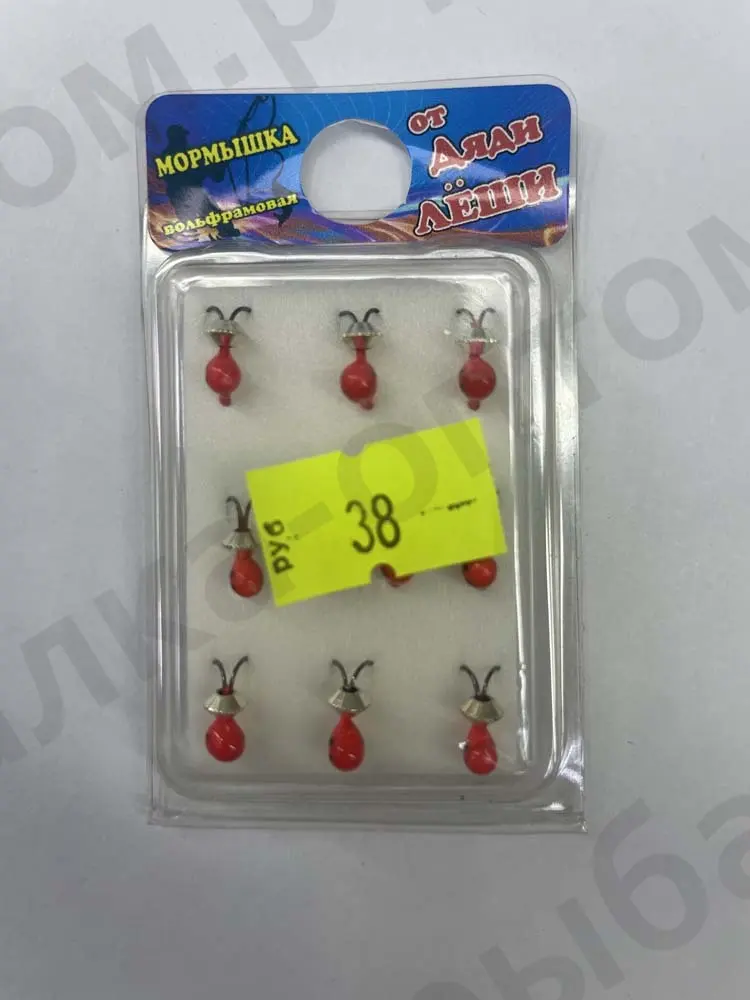 МОРМЫШКА
вольфрамовая
от
Дяди
ЛЁШИ
руб
38